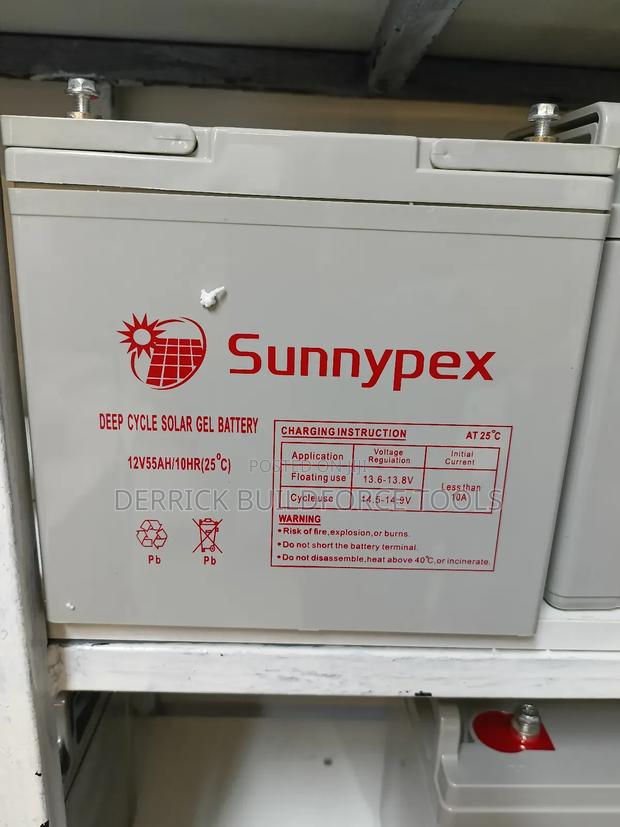 Sunnypex
DEEP CYCLE SOLAR GEL BATTERY
12V55AH/10HR(25°C)
Pb
Pb
CHARGING INSTRUCTION AT 25°C
Application Voltage Regulation Initial Current
Floating use 13.6-13.8V Less than 10A
Cycle use 14.5-14.9V
WARNING
•Risk of fire,explosion,or burns.
•Do not short the battery terminal.
•Do not disassemble,heat above 40°C,or incinerate.
POSTED ON JIJI
DERRICK BUILDFORCE TOOLS